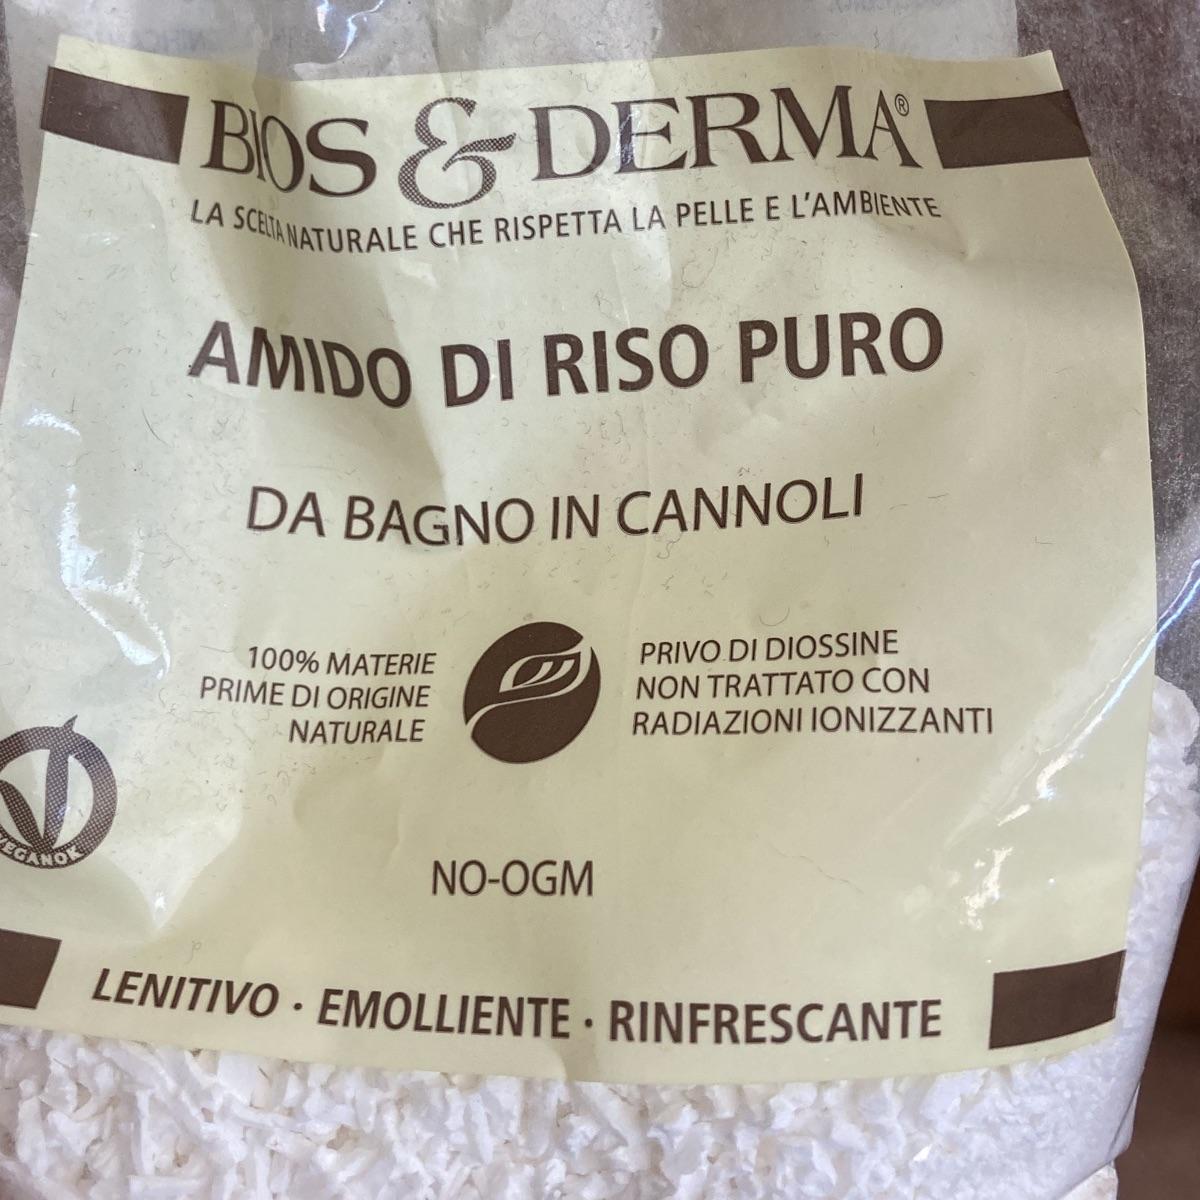 BIOS & DERMA®
LA SCELTA NATURALE CHE RISPETTA LA PELLE E L'AMBIENTE
AMIDO DI RISO PURO
DA BAGNO IN CANNOLI
100% MATERIE
PRIME DI ORIGINE
NATURALE
PRIVO DI DIOSSINE
NON TRATTATO CON
RADIAZIONI IONIZZANTI
VEGANOK
NO-OGM
LENITIVO · EMOLLIENTE · RINFRESCANTE